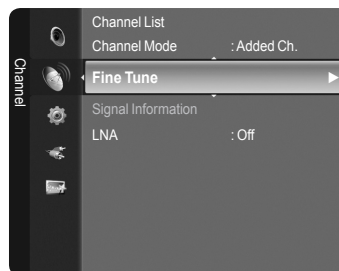 Channel
Channel List
Channel Mode : Added Ch.
Fine Tune
Signal Information
LNA : Off